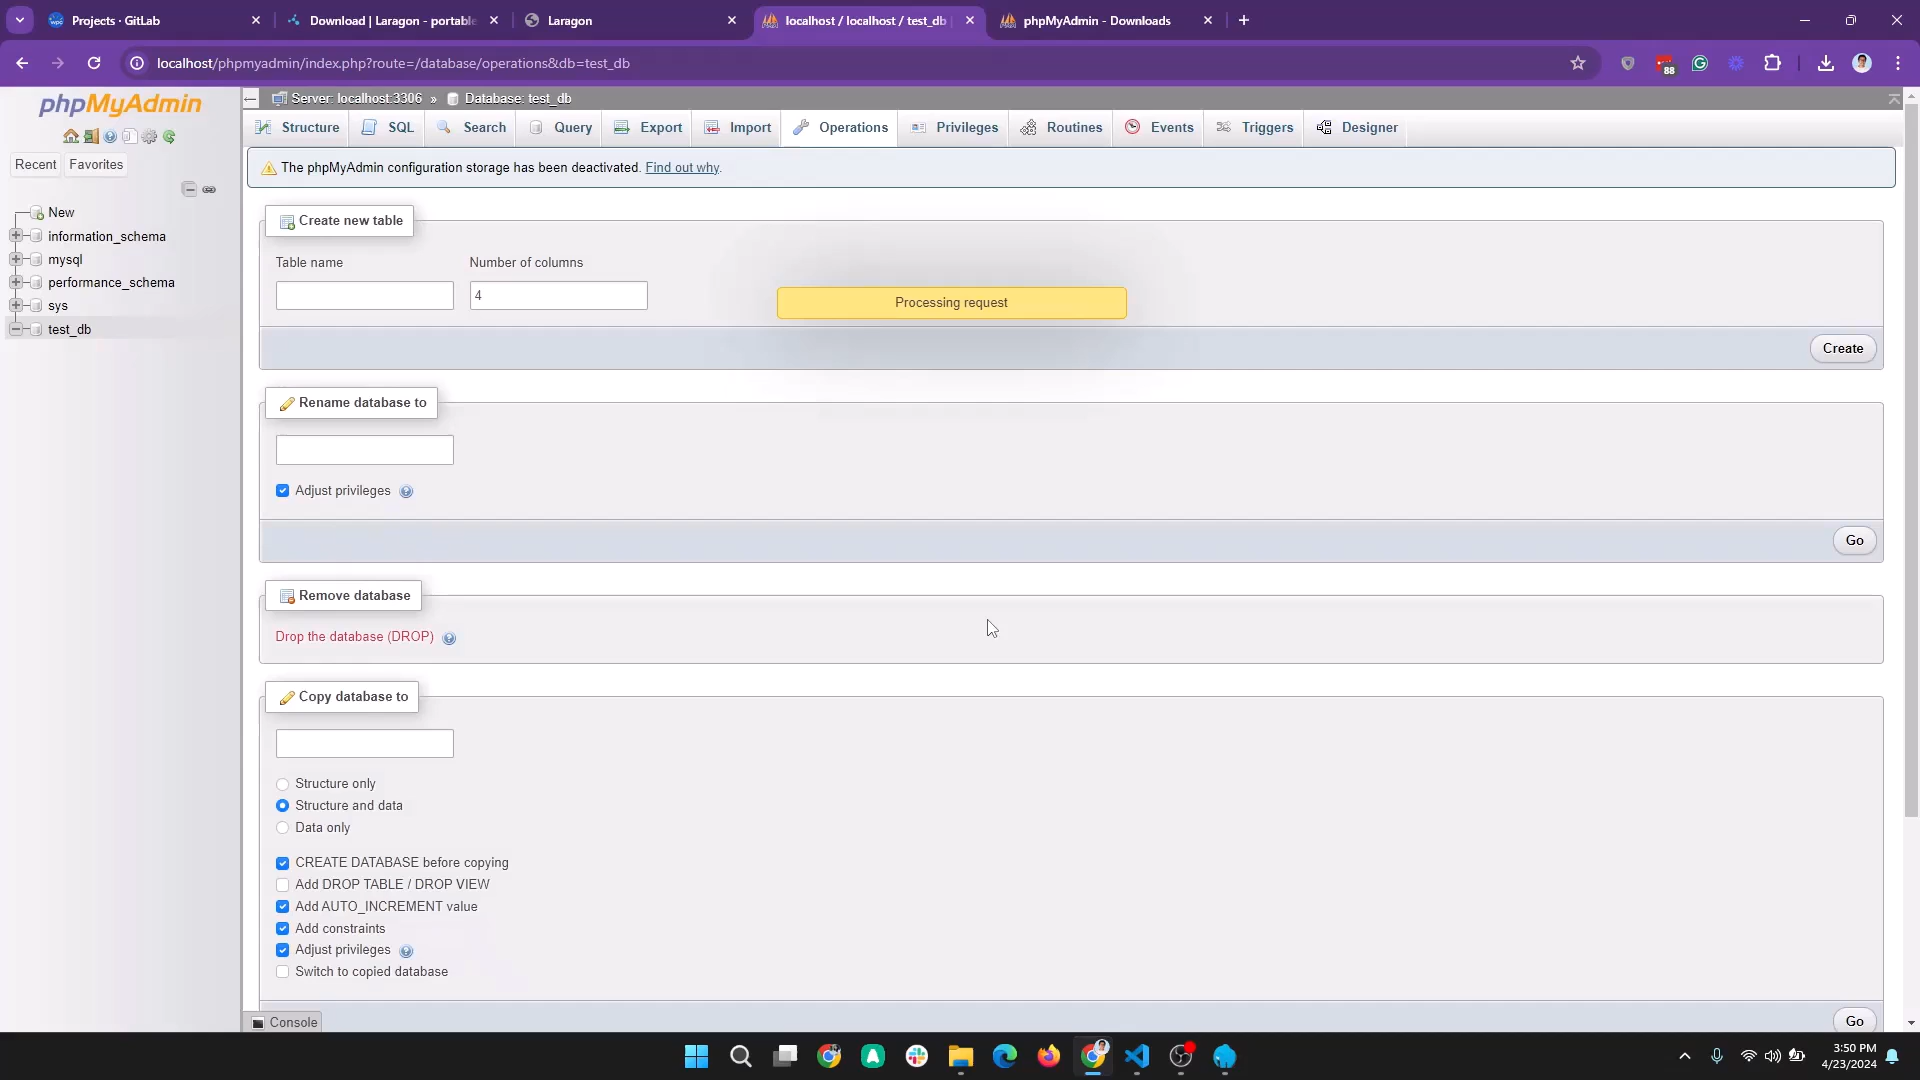 Projects · GitLab
Download | Laragon - portable
Laragon
localhost / localhost / test_db
phpMyAdmin - Downloads
localhost/phpmyadmin/index.php?route=/database/operations&db=test_db
88
phpMyAdmin
Server: localhost:3306 » Database: test_db
Structure SQL Search Query Export Import Operations Privileges Routines Events Triggers Designer
Recent Favorites
The phpMyAdmin configuration storage has been deactivated. Find out why.
New
information_schema
mysql
performance_schema
sys
test_db
Create new table
Table name Number of columns
4
Processing request
Create
Rename database to
Adjust privileges
Go
Remove database
Drop the database (DROP)
Copy database to
Structure only
Structure and data
Data only
CREATE DATABASE before copying
Add DROP TABLE / DROP VIEW
Add AUTO_INCREMENT value
Add constraints
Adjust privileges
Switch to copied database
Console
Go
3:50 PM
4/23/2024